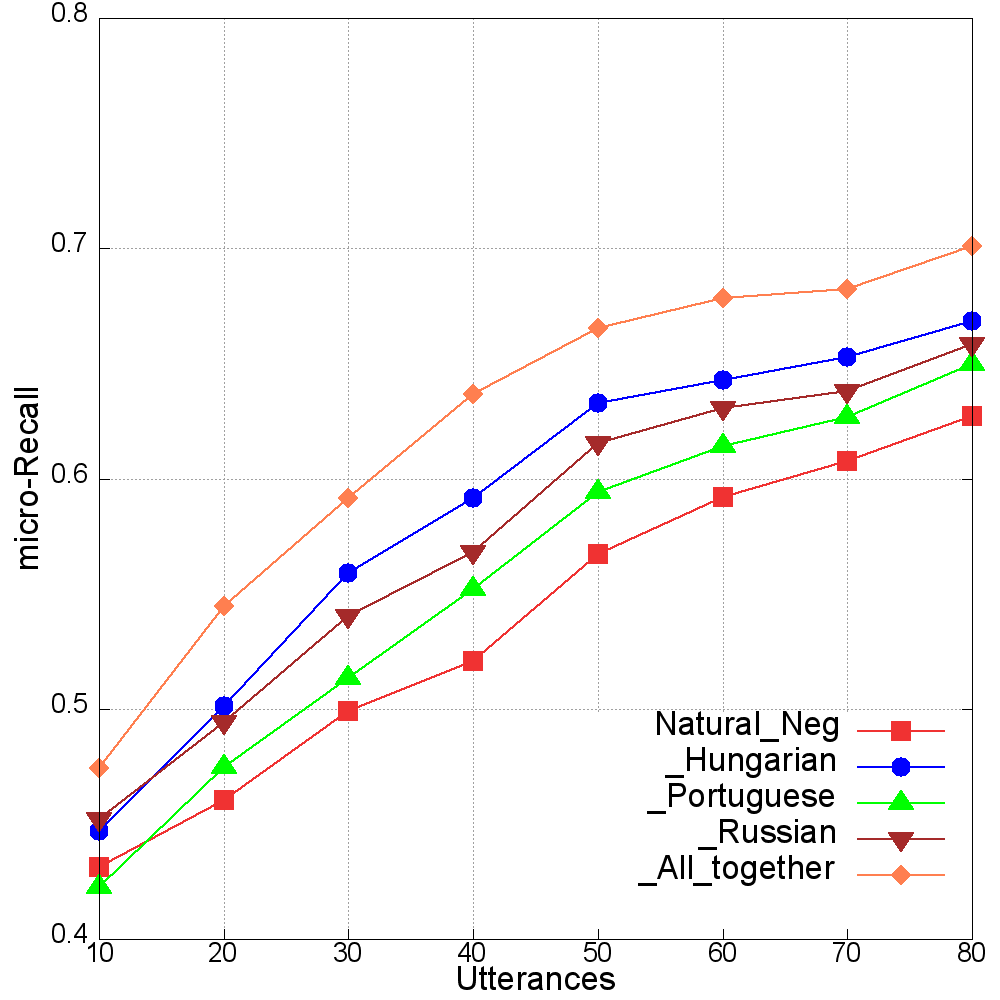 0.8
0.7
0.6
0.5
0.4
micro-Recall
Natural_Neg
_Hungarian
_Portuguese
_Russian
_All_together
10 20 30 40 50 60 70 80
Utterances